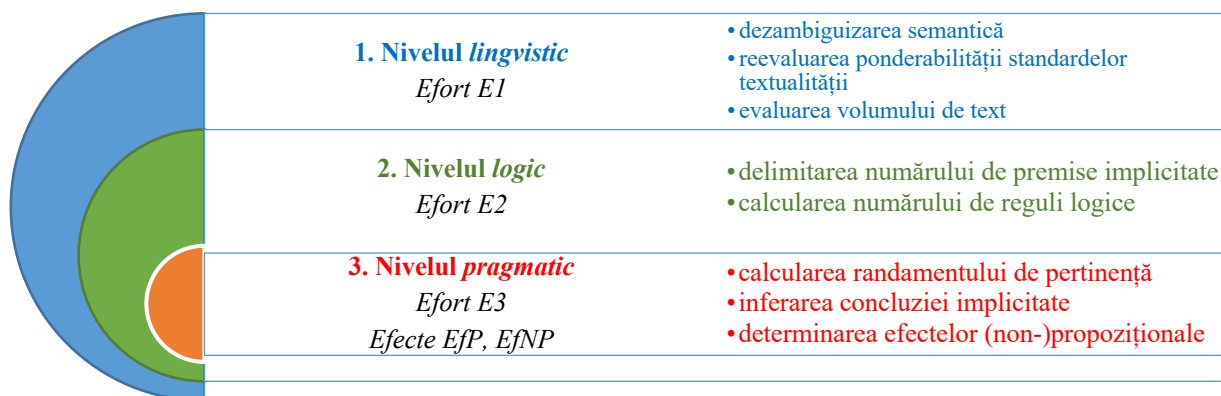 1. Nivelul lingvistic
Efort E1
• dezambiguizarea semantică
• reevaluarea ponderabilității standardelor
textualității
• evaluarea volumului de text
2. Nivelul logic
Efort E2
• delimitarea numărului de premise implicitate
• calcularea numărului de reguli logice
3. Nivelul pragmatic
Efort E3
Efecte EfP, EfNP
• calcularea randamentului de pertinență
• inferarea concluziei implicitate
• determinarea efectelor (non-)propoziționale